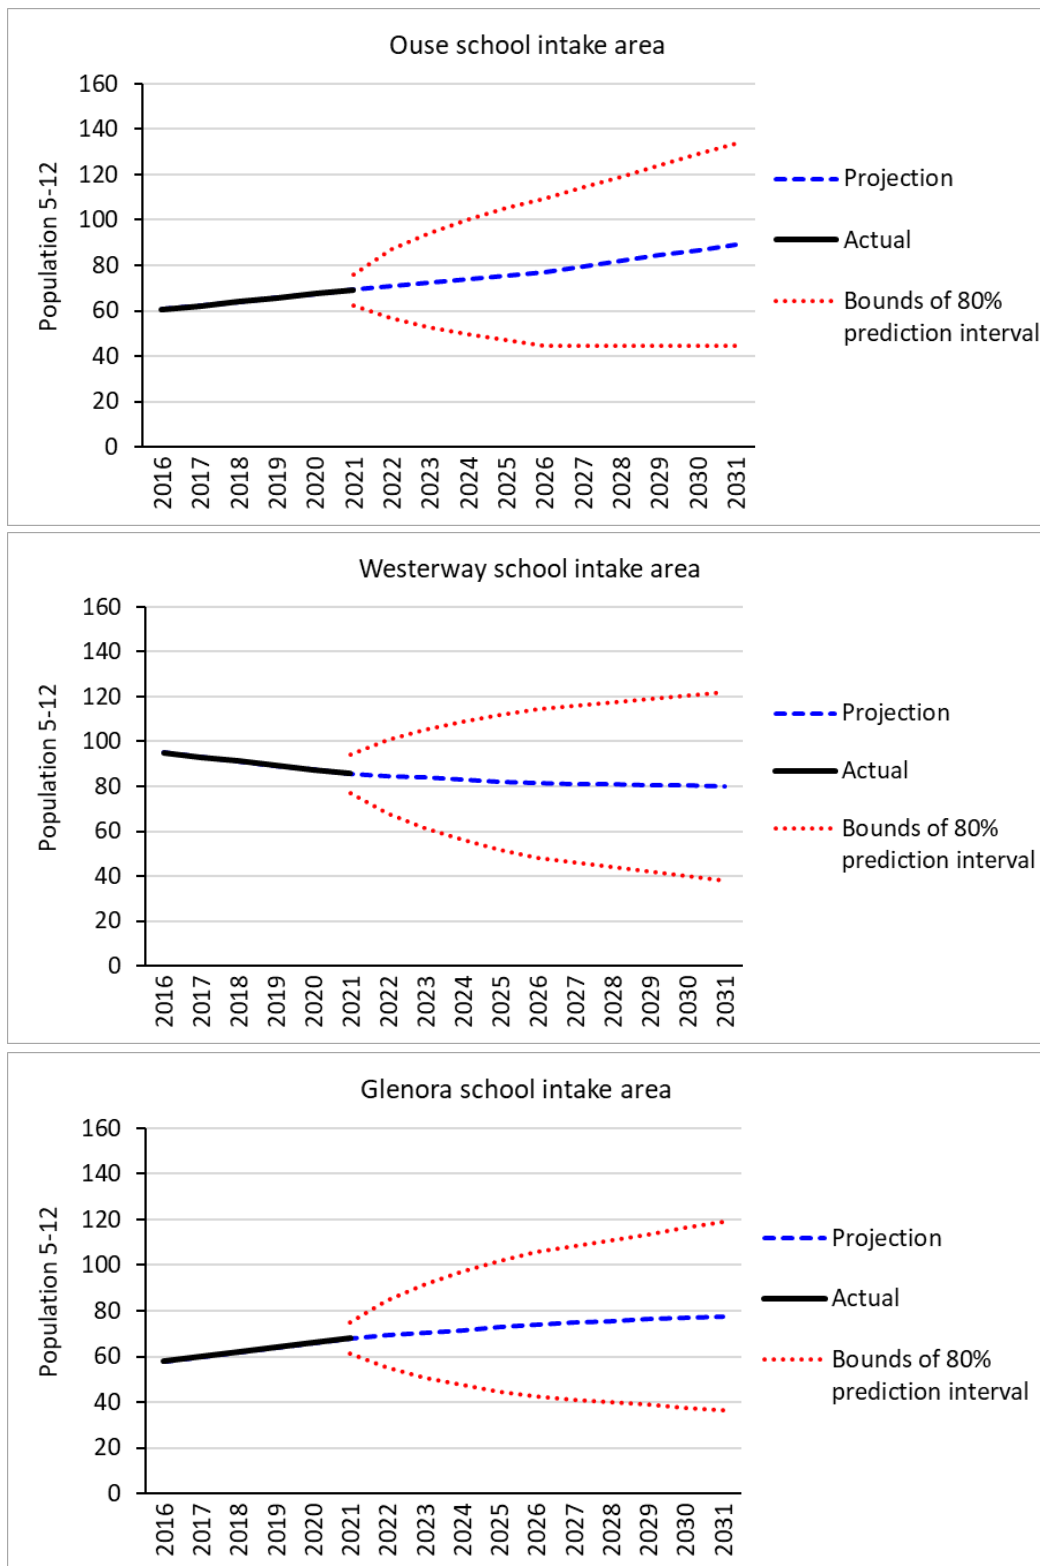 Ouse school intake area
160
140
120
100
80
60
40
20
0
Population 5-12
2016 2017 2018 2019 2020 2021 2022 2023 2024 2025 2026 2027 2028 2029 2030 2031
Projection
Actual
Bounds of 80%
prediction interval
Westerway school intake area
160
140
120
100
80
60
40
20
0
Population 5-12
2016 2017 2018 2019 2020 2021 2022 2023 2024 2025 2026 2027 2028 2029 2030 2031
Projection
Actual
Bounds of 80%
prediction interval
Glenora school intake area
160
140
120
100
80
60
40
20
0
Population 5-12
2016 2017 2018 2019 2020 2021 2022 2023 2024 2025 2026 2027 2028 2029 2030 2031
Projection
Actual
Bounds of 80%
prediction interval